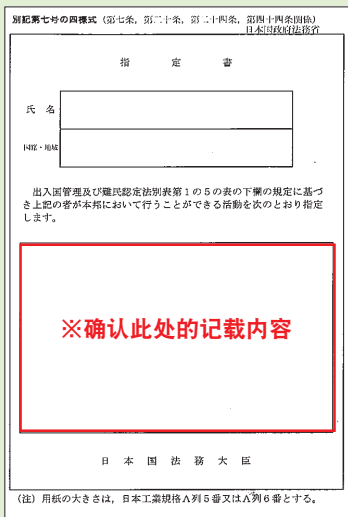 別記第七号の四様式（第七条，第二十条，第二十四条，第四十四条関係）
日本国政府法務省
指　定　書
氏　名
国籍・地域
出入国管理及び難民認定法別表第１の５の表の下欄の規定に基づ
き上記の者が本邦において行うことができる活動を次のとおり指定
します。
※确认此处的记载内容
日　本　国　法　務　大　臣
（注）用紙の大きさは，日本工業規格Ａ列５番又はＡ列６番とする。